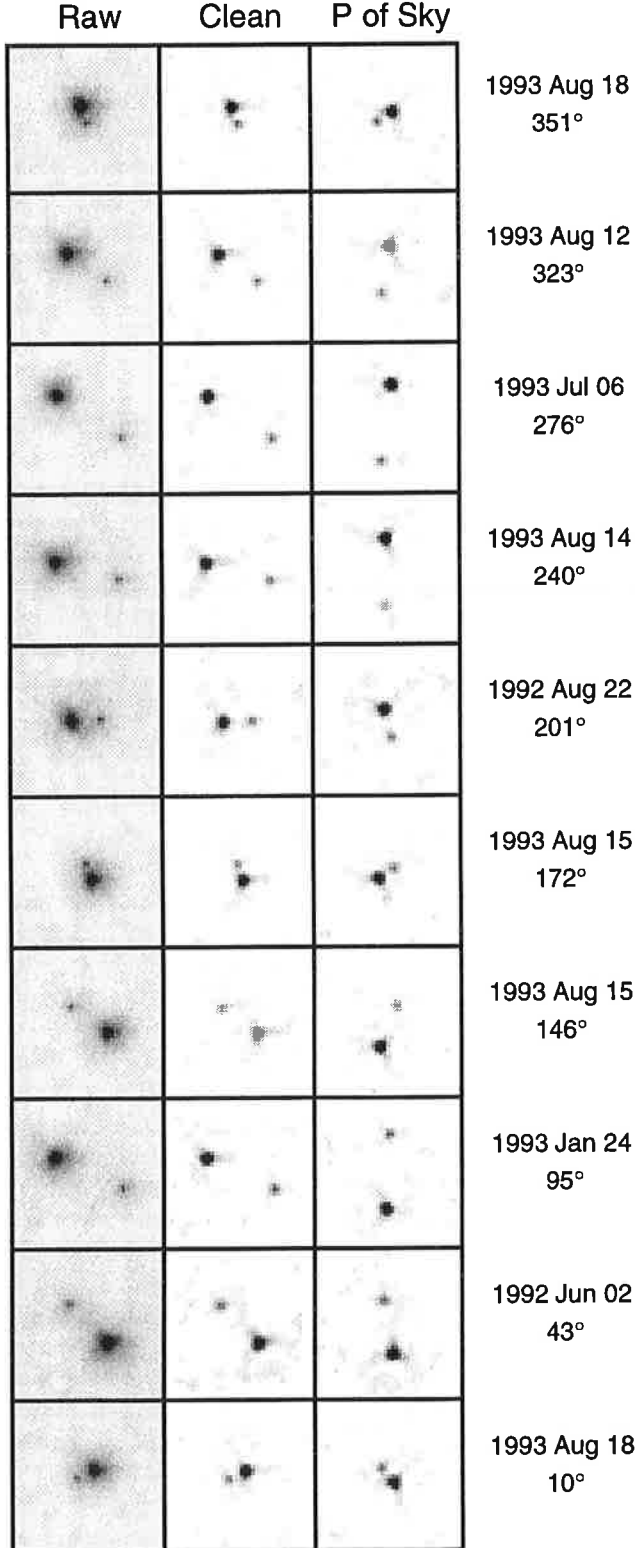 Raw Clean P of Sky
1993 Aug 18
351°
1993 Aug 12
323°
1993 Jul 06
276°
1993 Aug 14
240°
1992 Aug 22
201°
1993 Aug 15
172°
1993 Aug 15
146°
1993 Jan 24
95°
1992 Jun 02
43°
1993 Aug 18
10°